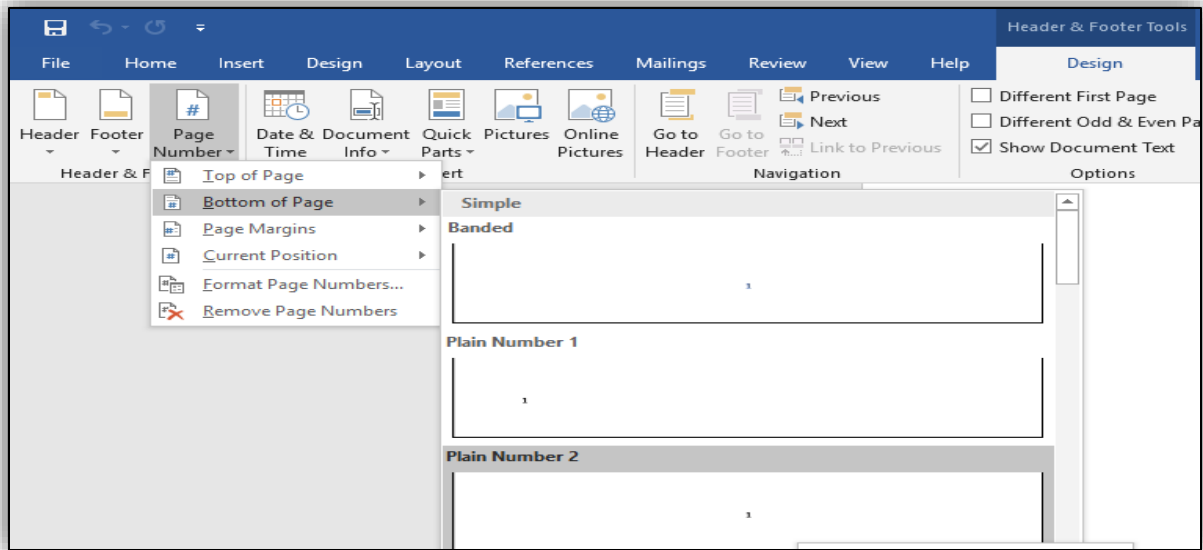 Header & Footer Tools
File Home Insert Design Layout References Mailings Review View Help Design
Header Footer Page Number Date & Time Document Info Quick Parts Pictures Online Pictures Go to Header Go to Footer Previous Next Link to Previous Different First Page Different Odd & Even Pa Show Document Text
Header & F ert Navigation Options
Top of Page
Bottom of Page
Page Margins
Current Position
Format Page Numbers...
Remove Page Numbers
Simple
Banded
1
Plain Number 1
1
Plain Number 2
1